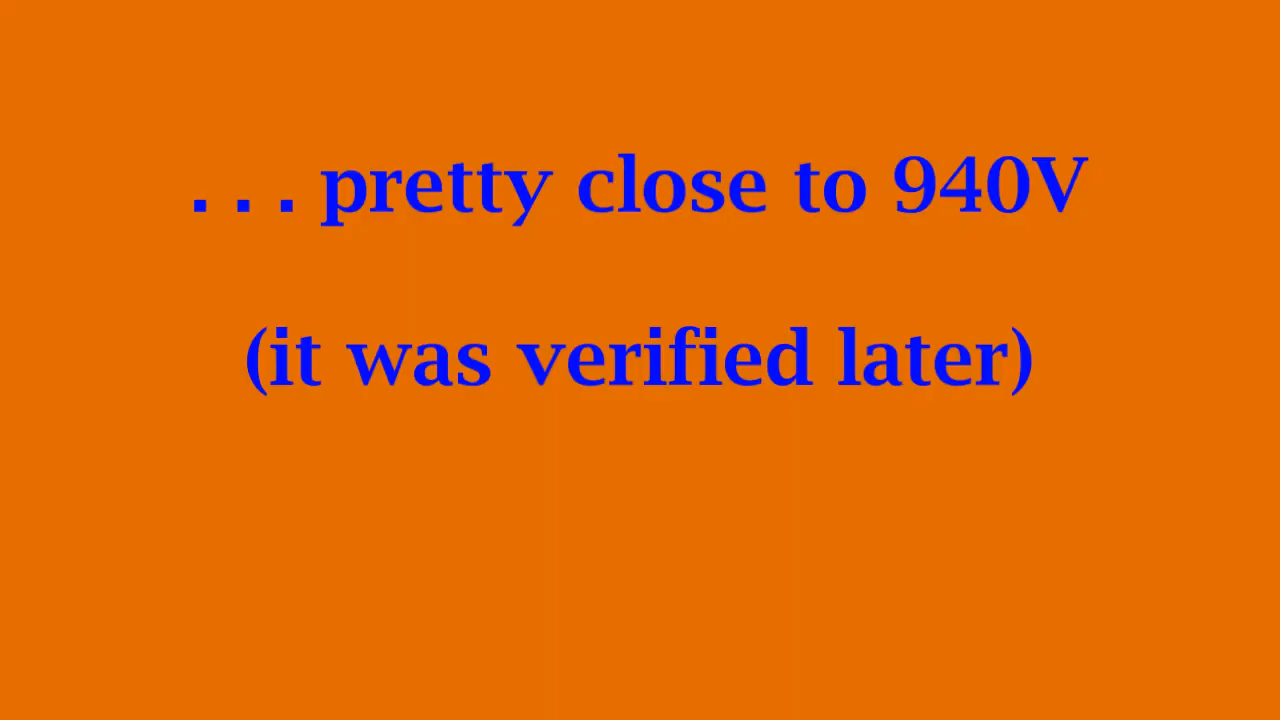 . . . pretty close to 940V
(it was verified later)